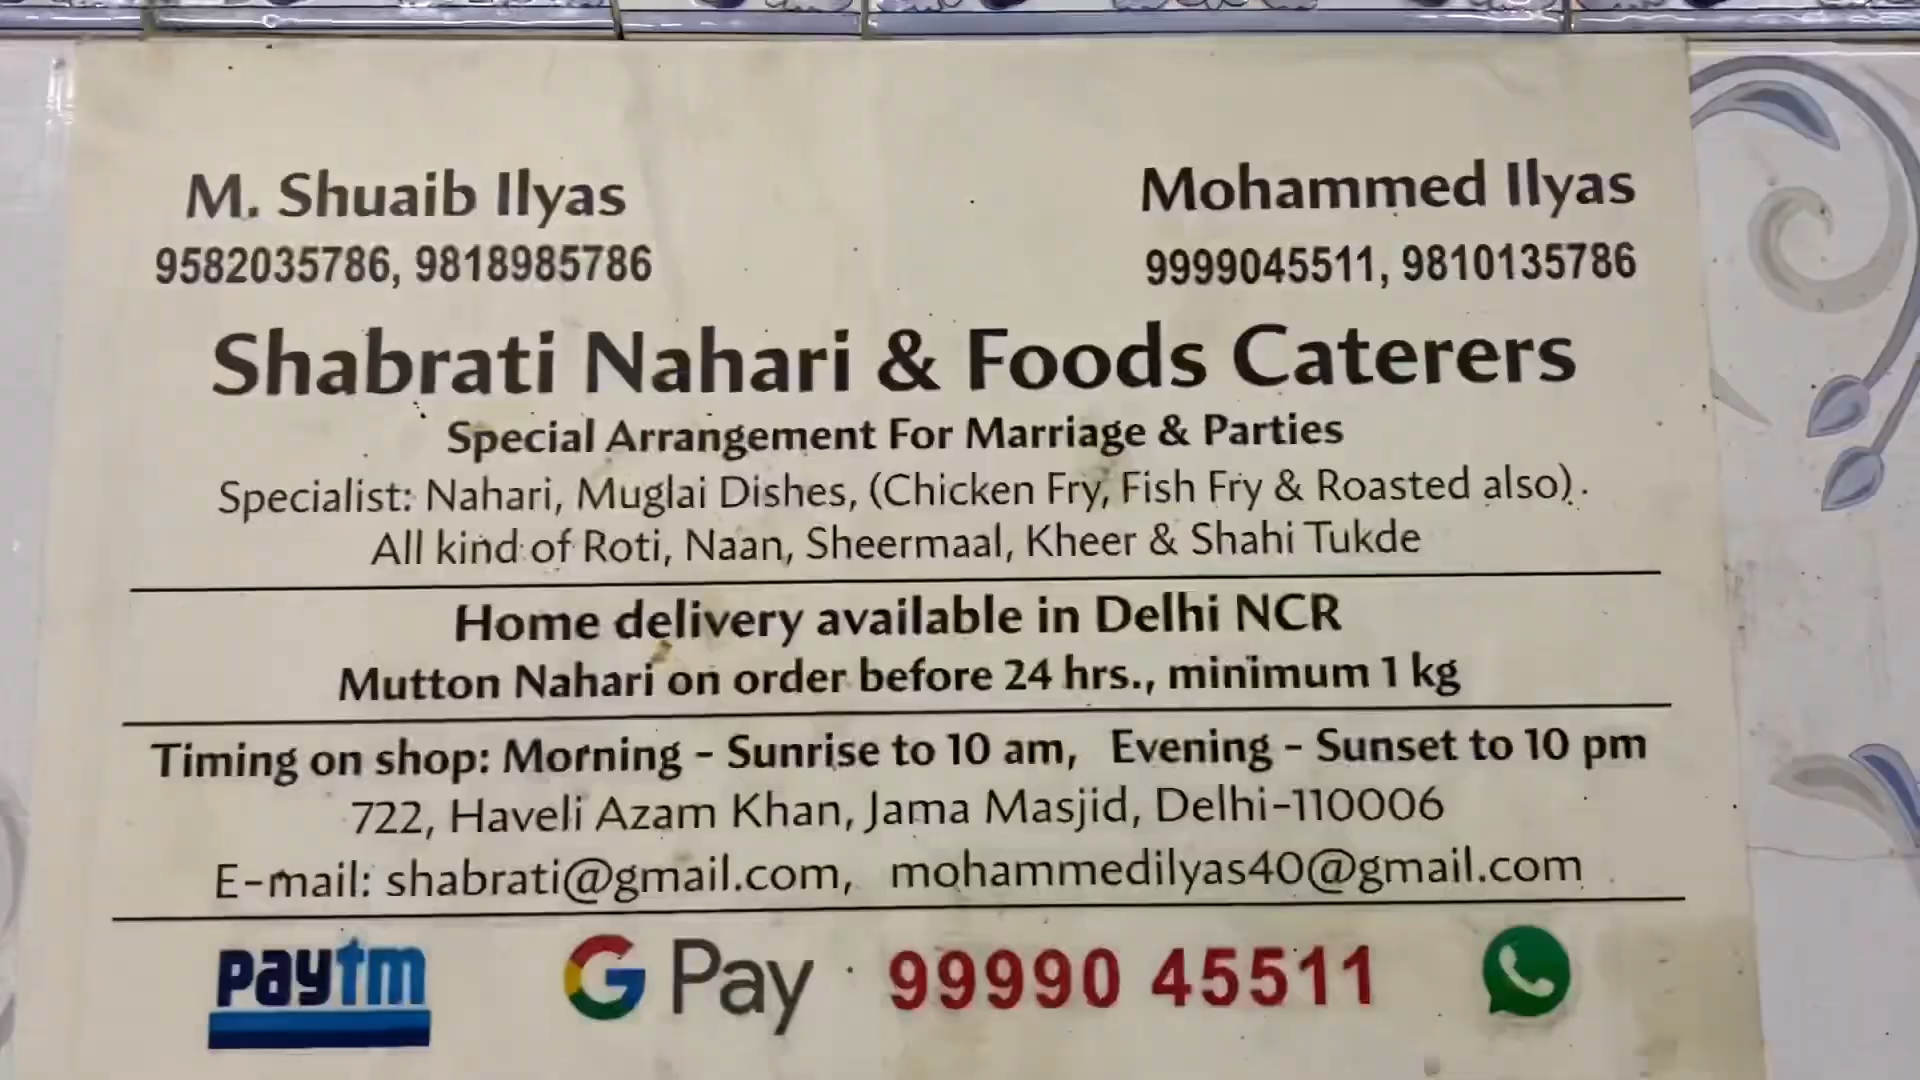 M. Shuaib Ilyas
9582035786, 9818985786
Mohammed Ilyas
9999045511, 9810135786
Shabrati Nahari & Foods Caterers
Special Arrangement For Marriage & Parties
Specialist: Nahari, Muglai Dishes, (Chicken Fry, Fish Fry & Roasted also).
All kind of Roti, Naan, Sheermaal, Kheer & Shahi Tukde
Home delivery available in Delhi NCR
Mutton Nahari on order before 24 hrs., minimum 1 kg
Timing on shop: Morning - Sunrise to 10 am, Evening - Sunset to 10 pm
722, Haveli Azam Khan, Jama Masjid, Delhi-110006
E-mail: shabrati@gmail.com, mohammedilyas40@gmail.com
paytm G Pay 99990 45511